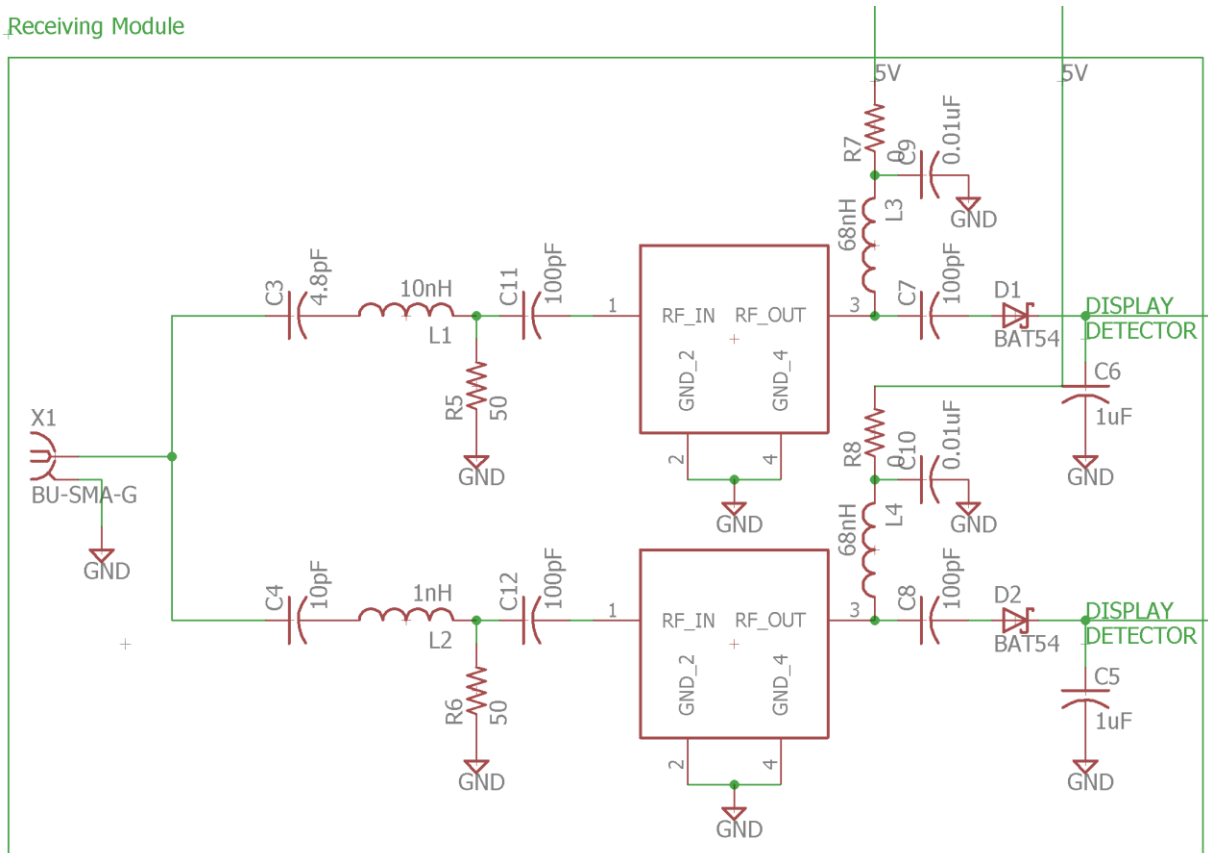 Receiving Module
5V
5V
R7
0
C9
0.01uF
GND
68nH
L3
C3
4.8pF
10nH
L1
C11
100pF
1
RF_IN
RF_OUT
GND_2
GND_4
3
C7
100pF
D1
BAT54
DISPLAY
DETECTOR
R5
50
GND
2
4
GND
C6
1uF
GND
R8
0
C10
0.01uF
GND
68nH
L4
X1
BU-SMA-G
GND
C4
10pF
1nH
L2
C12
100pF
1
RF_IN
RF_OUT
GND_2
GND_4
3
C8
100pF
D2
BAT54
DISPLAY
DETECTOR
R6
50
GND
2
4
GND
C5
1uF
GND